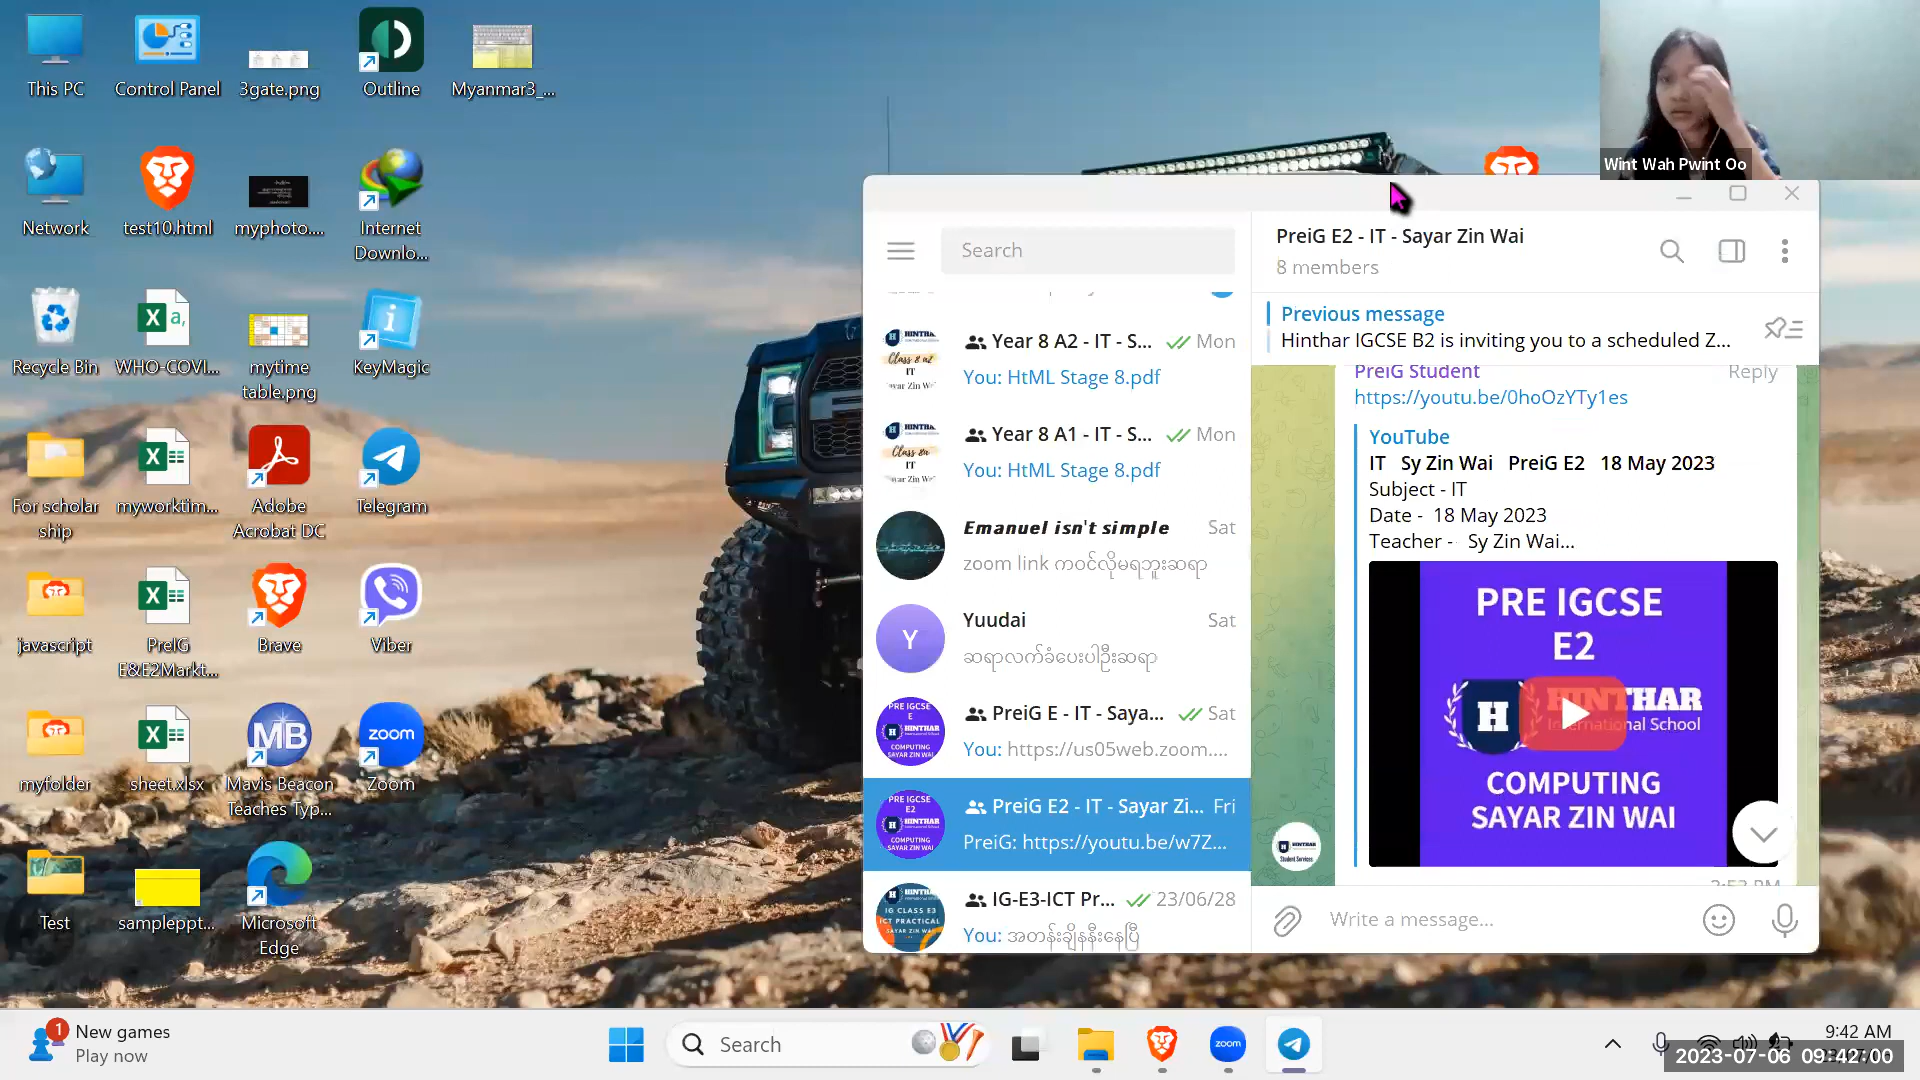 This PC
Control Panel
3gate.png
Outline
Myanmar3_...
Network
test10.html
myphoto....
Internet
Downlo...
Recycle Bin
WHO-COVI...
mytime
table.png
KeyMagic
For scholar
ship
myworktim...
Adobe
Acrobat DC
Telegram
javascript
PreIG
E&E2Markt...
Brave
Viber
myfolder
sheet.xlsx
Mavis Beacon
Teaches Typ...
Zoom
Test
sampleppt...
Microsoft
Edge
Wint Wah Pwint Oo
Search
Year 8 A2 - IT - S...
Mon
You: HtML Stage 8.pdf
Year 8 A1 - IT - S...
Mon
You: HtML Stage 8.pdf
Emanuel isn't simple
Sat
zoom link ကဝင်လို့မရဘူးဆရာ
Yuudai
Sat
ဆရာလက်ခံပေးပါဦးဆရာ
PreiG E - IT - Saya...
Sat
You: https://us05web.zoom....
PreiG E2 - IT - Sayar Zi...
Fri
PreiG: https://youtu.be/w7Z...
IG-E3-ICT Pr...
23/06/28
You: အတန်းချိန်နီးနေပြီ
PreiG E2 - IT - Sayar Zin Wai
8 members
Previous message
Hinthar IGCSE B2 is inviting you to a scheduled Z...
PreiG Student
Reply
https://youtu.be/0hoOzYTy1es
YouTube
IT Sy Zin Wai PreiG E2 18 May 2023
Subject - IT
Date - 18 May 2023
Teacher - Sy Zin Wai...
PRE IGCSE
E2
HINTHAR
International School
COMPUTING
SAYAR ZIN WAI
Write a message...
1
New games
Play now
Search
zoom
9:42 AM
2023-07-06 09:42:00